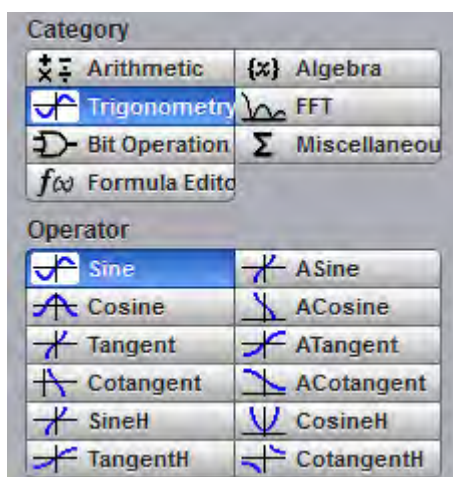 Category
Arithmetic {x} Algebra
Trigonometry FFT
Bit Operation Σ Miscellaneou
f(x) Formula Edito
Operator
Sine ASine
Cosine ACosine
Tangent ATangent
Cotangent ACotangent
SineH CosineH
TangentH CotangentH